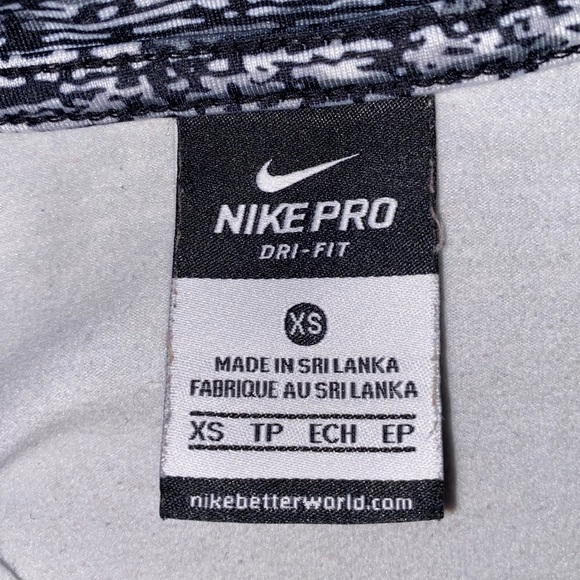 NIKE PRO
DRI-FIT
XS
MADE IN SRI LANKA
FABRIQUE AU SRI LANKA
XS TP ECH EP
nikebetterworld.com